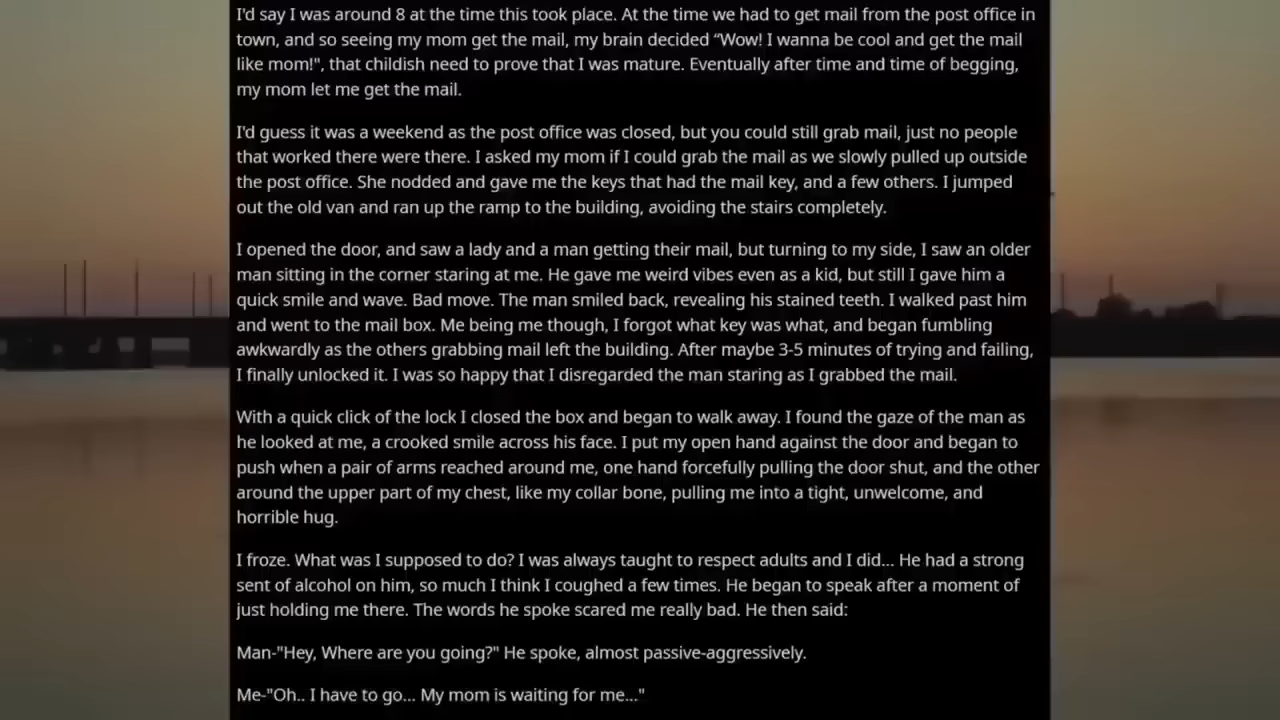 I'd say I was around 8 at the time this took place. At the time we had to get mail from the post office in
town, and so seeing my mom get the mail, my brain decided “Wow! I wanna be cool and get the mail
like mom!", that childish need to prove that I was mature. Eventually after time and time of begging,
my mom let me get the mail.
I'd guess it was a weekend as the post office was closed, but you could still grab mail, just no people
that worked there were there. I asked my mom if I could grab the mail as we slowly pulled up outside
the post office. She nodded and gave me the keys that had the mail key, and a few others. I jumped
out the old van and ran up the ramp to the building, avoiding the stairs completely.
I opened the door, and saw a lady and a man getting their mail, but turning to my side, I saw an older
man sitting in the corner staring at me. He gave me weird vibes even as a kid, but still I gave him a
quick smile and wave. Bad move. The man smiled back, revealing his stained teeth. I walked past him
and went to the mail box. Me being me though, I forgot what key was what, and began fumbling
awkwardly as the others grabbing mail left the building. After maybe 3-5 minutes of trying and failing,
I finally unlocked it. I was so happy that I disregarded the man staring as I grabbed the mail.
With a quick click of the lock I closed the box and began to walk away. I found the gaze of the man as
he looked at me, a crooked smile across his face. I put my open hand against the door and began to
push when a pair of arms reached around me, one hand forcefully pulling the door shut, and the other
around the upper part of my chest, like my collar bone, pulling me into a tight, unwelcome, and
horrible hug.
I froze. What was I supposed to do? I was always taught to respect adults and I did... He had a strong
sent of alcohol on him, so much I think I coughed a few times. He began to speak after a moment of
just holding me there. The words he spoke scared me really bad. He then said:
Man-"Hey, Where are you going?" He spoke, almost passive-aggressively.
Me-"Oh.. I have to go... My mom is waiting for me..."